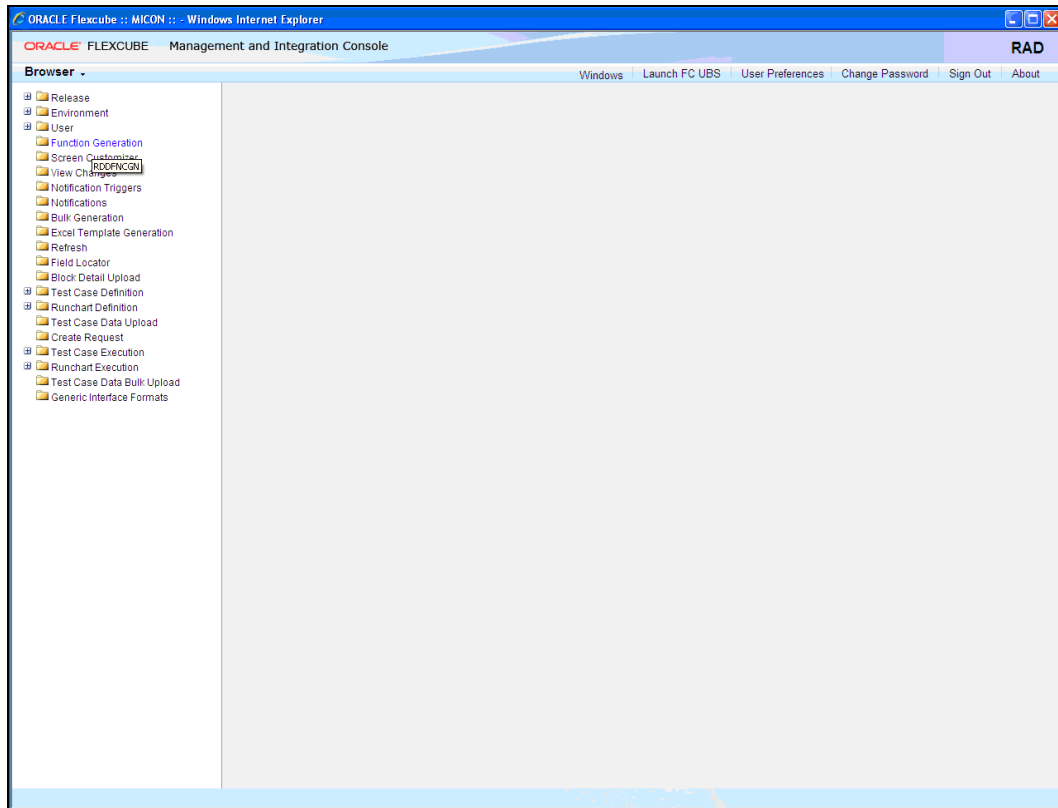 ORACLE Flexcube :: MICON :: - Windows Internet Explorer
ORACLE' FLEXCUBE Management and Integration Console
RAD
Browser
Windows Launch FC UBS User Preferences Change Password Sign Out About
Release
Environment
User
Function Generation
Screen Customizer
RDDFNCGN
View Changes
Notification Triggers
Notifications
Bulk Generation
Excel Template Generation
Refresh
Field Locator
Block Detail Upload
Test Case Definition
Runchart Definition
Test Case Data Upload
Create Request
Test Case Execution
Runchart Execution
Test Case Data Bulk Upload
Generic Interface Formats